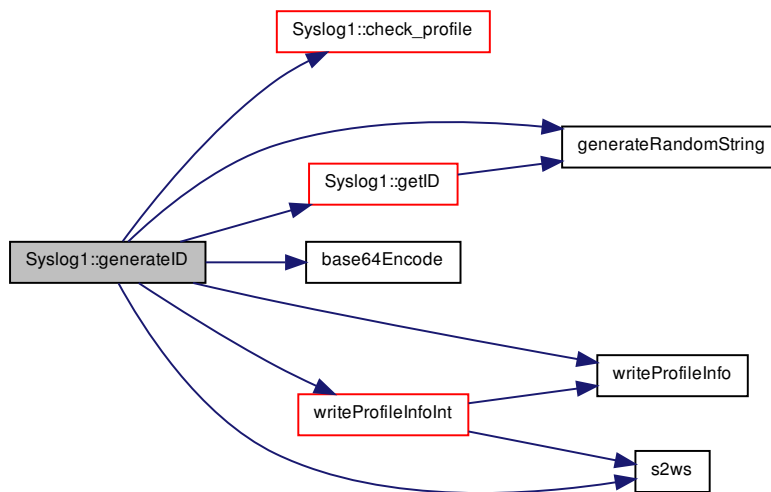 Syslog1::check_profile
generateRandomString
Syslog1::getID
Syslog1::generateID
base64Encode
writeProfileInfo
writeProfileInfoInt
s2ws